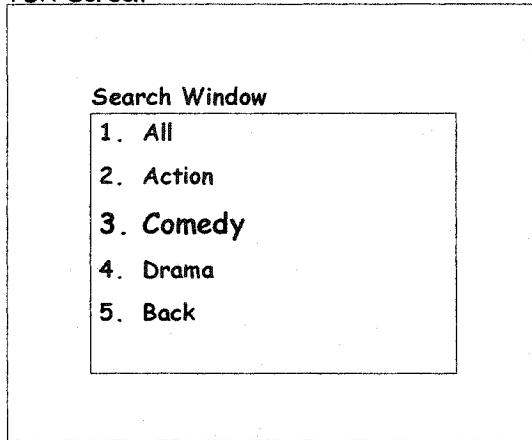 Search Window
1. All
2. Action
3. Comedy
4. Drama
5. Back